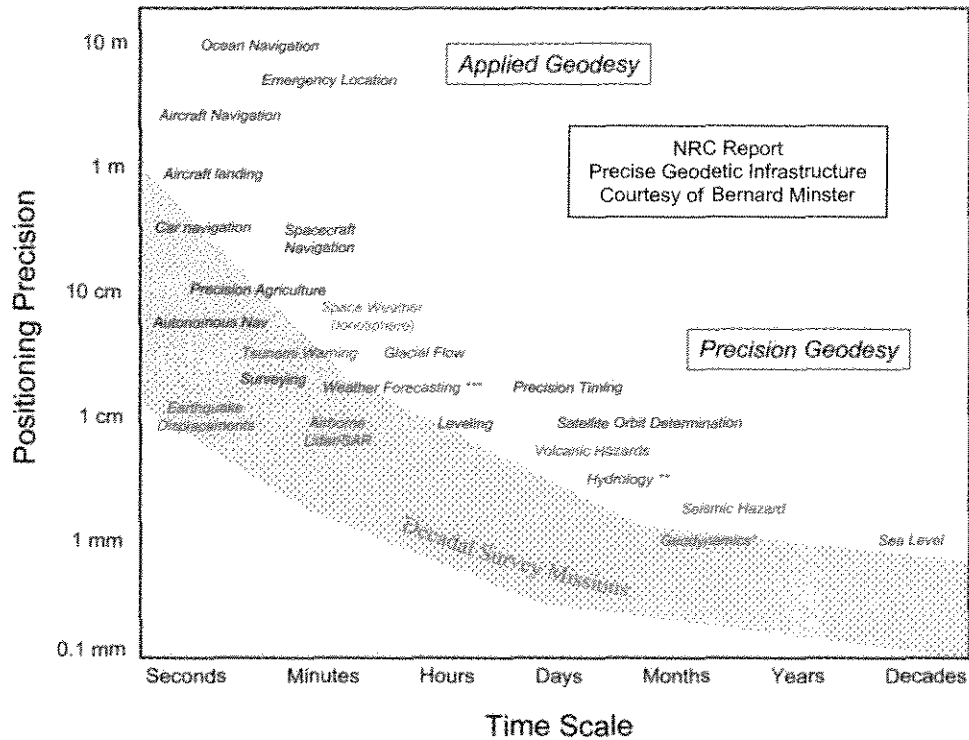 10 m
Ocean Navigation
Applied Geodesy
Emergency Location
Aircraft Navigation
NRC Report
Precise Geodetic Infrastructure
Courtesy of Bernard Minster
1 m
Aircraft landing
Car navigation
Spacecraft
Navigation
Positioning Precision
10 cm
Precision Agriculture
Space Weather
(Ionosphere)
Autonomous Nav
Tsunami Warning
Glacial Flow
Precision Geodesy
Surveying
Weather Forecasting ***
Precision Timing
1 cm
Earthquake
Displacements
Airborne
Lidar/SAR
Leveling
Satellite Orbit Determination
Volcanic Hazards
Hydrology **
Seismic Hazard
Decadal Survey Missions
1 mm
Geodynamics*
Sea Level
0.1 mm
Seconds
Minutes
Hours
Days
Months
Years
Decades
Time Scale